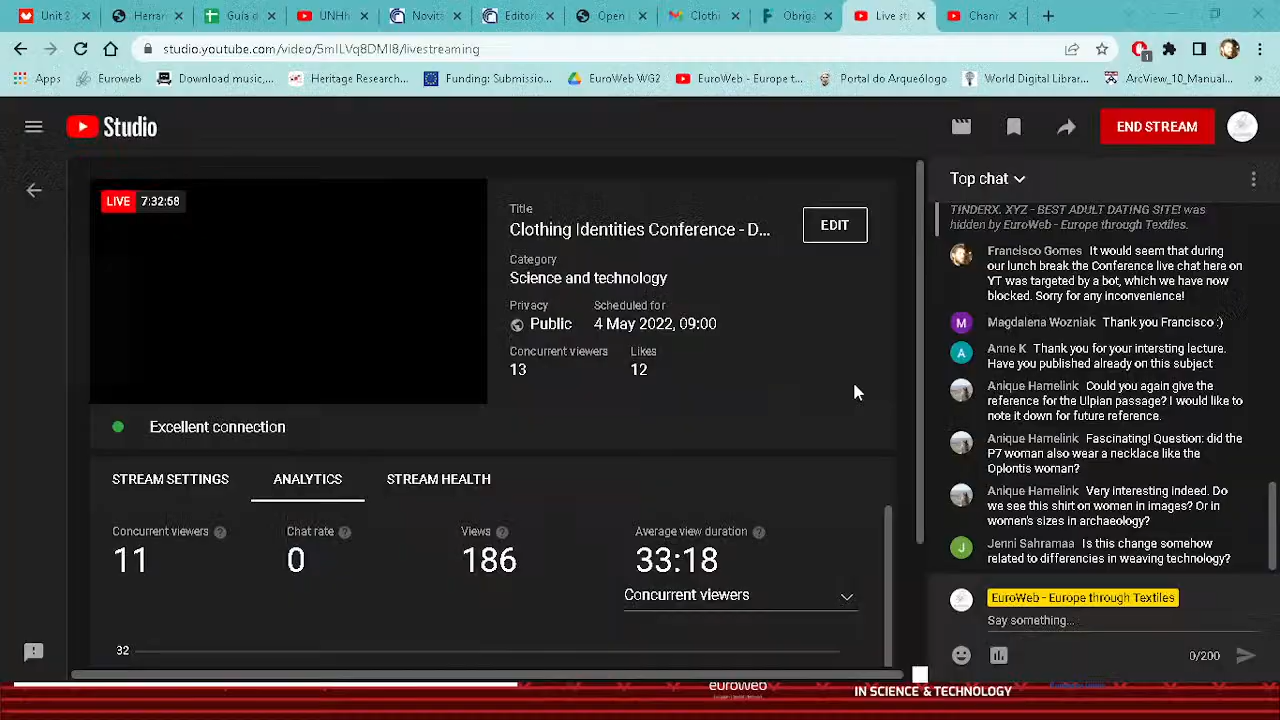 Unit 3
Herran
Guia d
UNHh
Novita
Editori
Open
Clothi
Obriga
Live st
Chann
studio.youtube.com/video/5mILVq8DMI8/livestreaming
1
Apps
Euroweb
Download music,...
Heritage Research...
Funding: Submissio...
EuroWeb WG2
EuroWeb - Europe t...
Portal do Arqueólogo
World Digital Librar...
ArcView_10_Manual...
Studio
END STREAM
LIVE 7:32:58
Title
Clothing Identities Conference - D...
EDIT
Category
Science and technology
Privacy
Scheduled for
Public
4 May 2022, 09:00
Concurrent viewers
Likes
13
12
Excellent connection
STREAM SETTINGS
ANALYTICS
STREAM HEALTH
Concurrent viewers
Chat rate
Views
Average view duration
11
0
186
33:18
Concurrent viewers
32
Top chat
TINDERX. XYZ - BEST ADULT DATING SITE! was
hidden by EuroWeb - Europe through Textiles.
Francisco Gomes It would seem that during
our lunch break the Conference live chat here on
YT was targeted by a bot, which we have now
blocked. Sorry for any inconvenience!
M
Magdalena Wozniak Thank you Francisco :)
A
Anne K Thank you for your intersting lecture.
Have you published already on this subject
Anique Hamelink Could you again give the
reference for the Ulpian passage? I would like to
note it down for future reference.
Anique Hamelink Fascinating! Question: did the
P7 woman also wear a necklace like the
Oplontis woman?
Anique Hamelink Very interesting indeed. Do
we see this shirt on women in images? Or in
women's sizes in archaeology?
J
Jenni Sahramaa Is this change somehow
related to differences in weaving technology?
EuroWeb - Europe through Textiles
Say something...
0/200
euroweb
IN SCIENCE & TECHNOLOGY